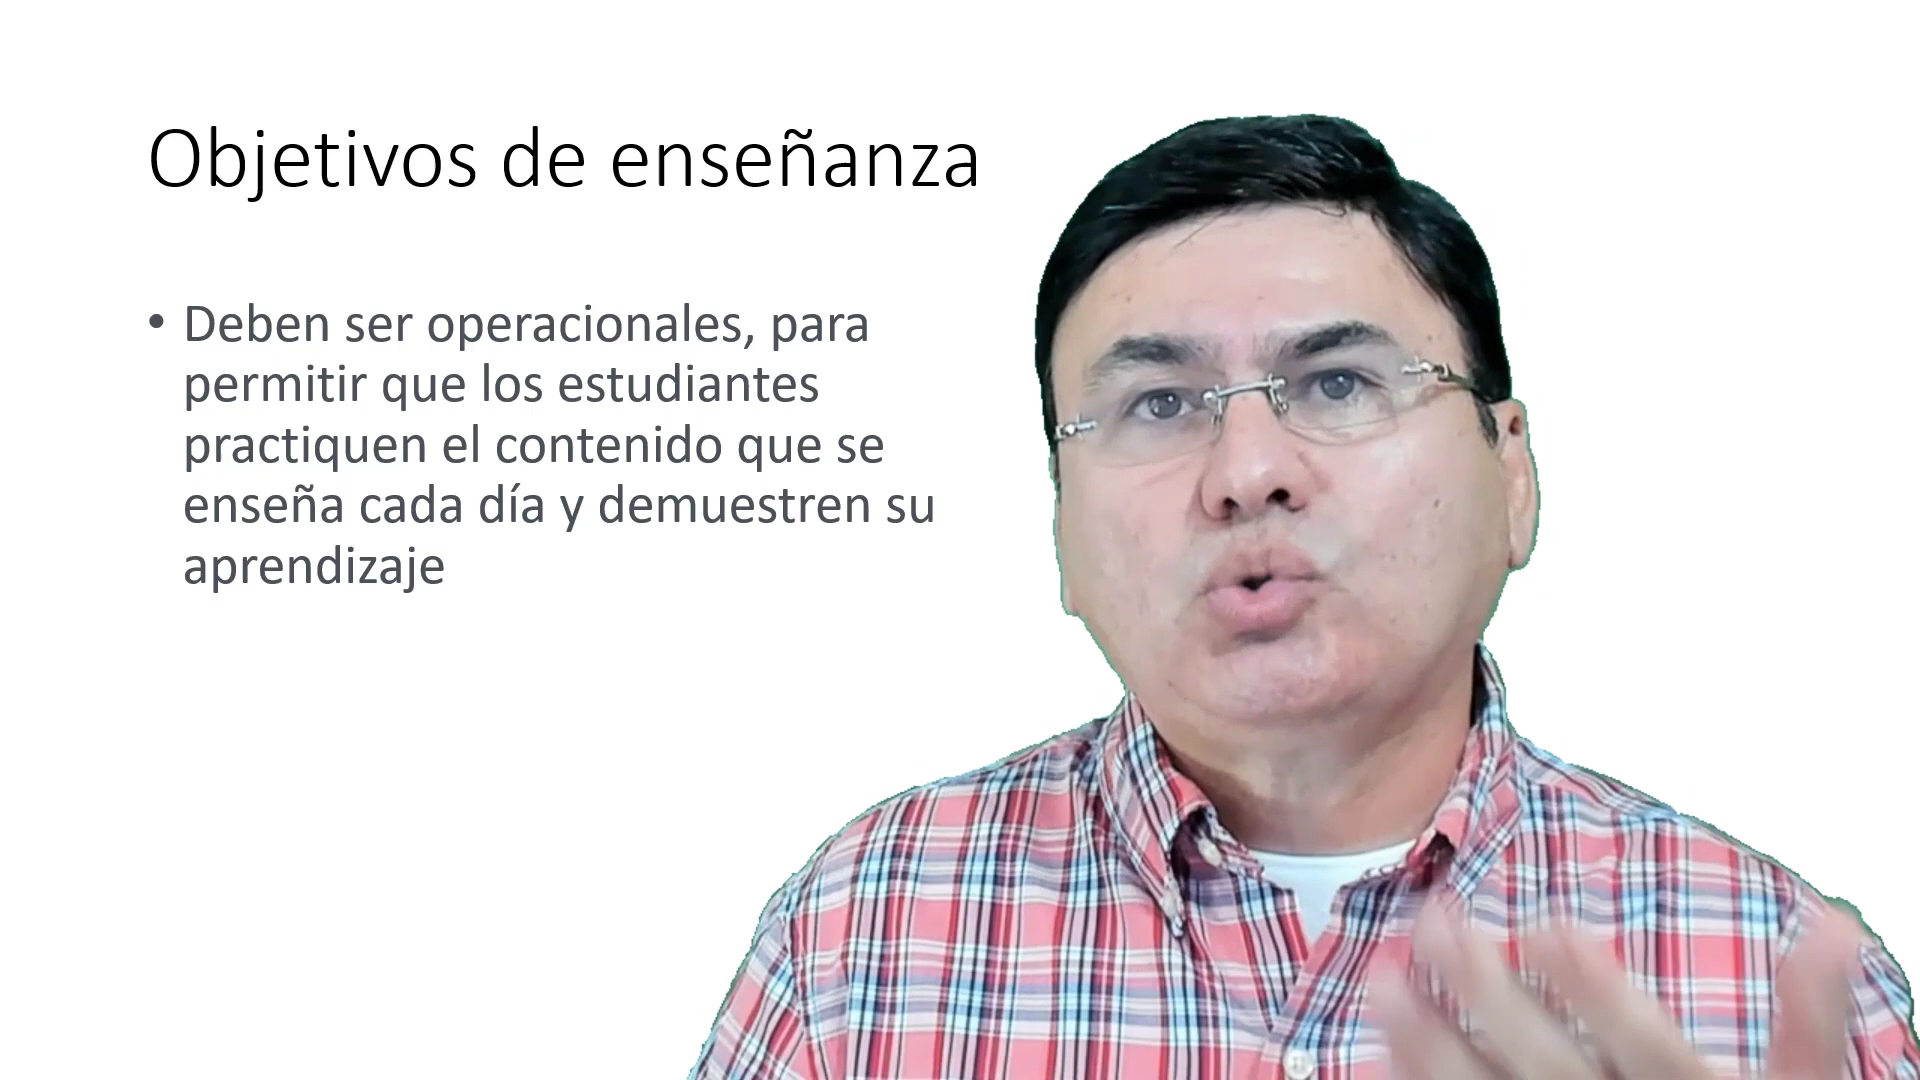 Objetivos de enseñanza
• Deben ser operacionales, para
permitir que los estudiantes
practiquen el contenido que se
enseña cada día y demuestren su
aprendizaje